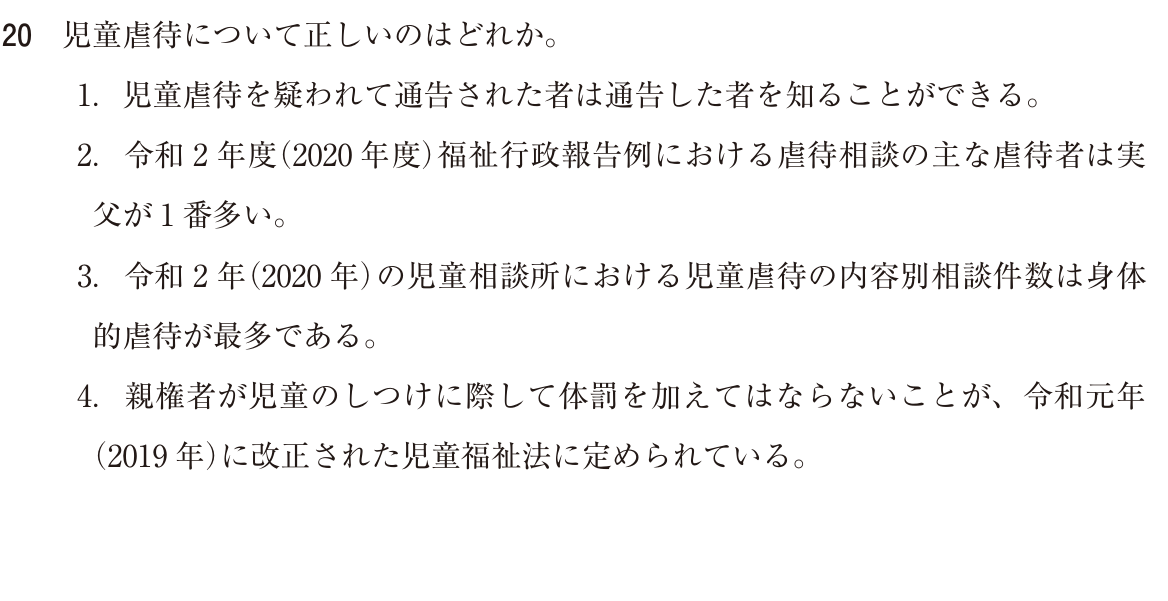 20 児童虐待について正しいのはどれか。
1. 児童虐待を疑われて通告された者は通告した者を知ることができる。
2. 令和 2 年度(2020 年度)福祉行政報告例における虐待相談の主な虐待者は実
父が 1 番多い。
3. 令和 2 年(2020 年)の児童相談所における児童虐待の内容別相談件数は身体
的虐待が最多である。
4. 親権者が児童のしつけに際して体罰を加えてはならないことが、令和元年
(2019 年)に改正された児童福祉法に定められている。